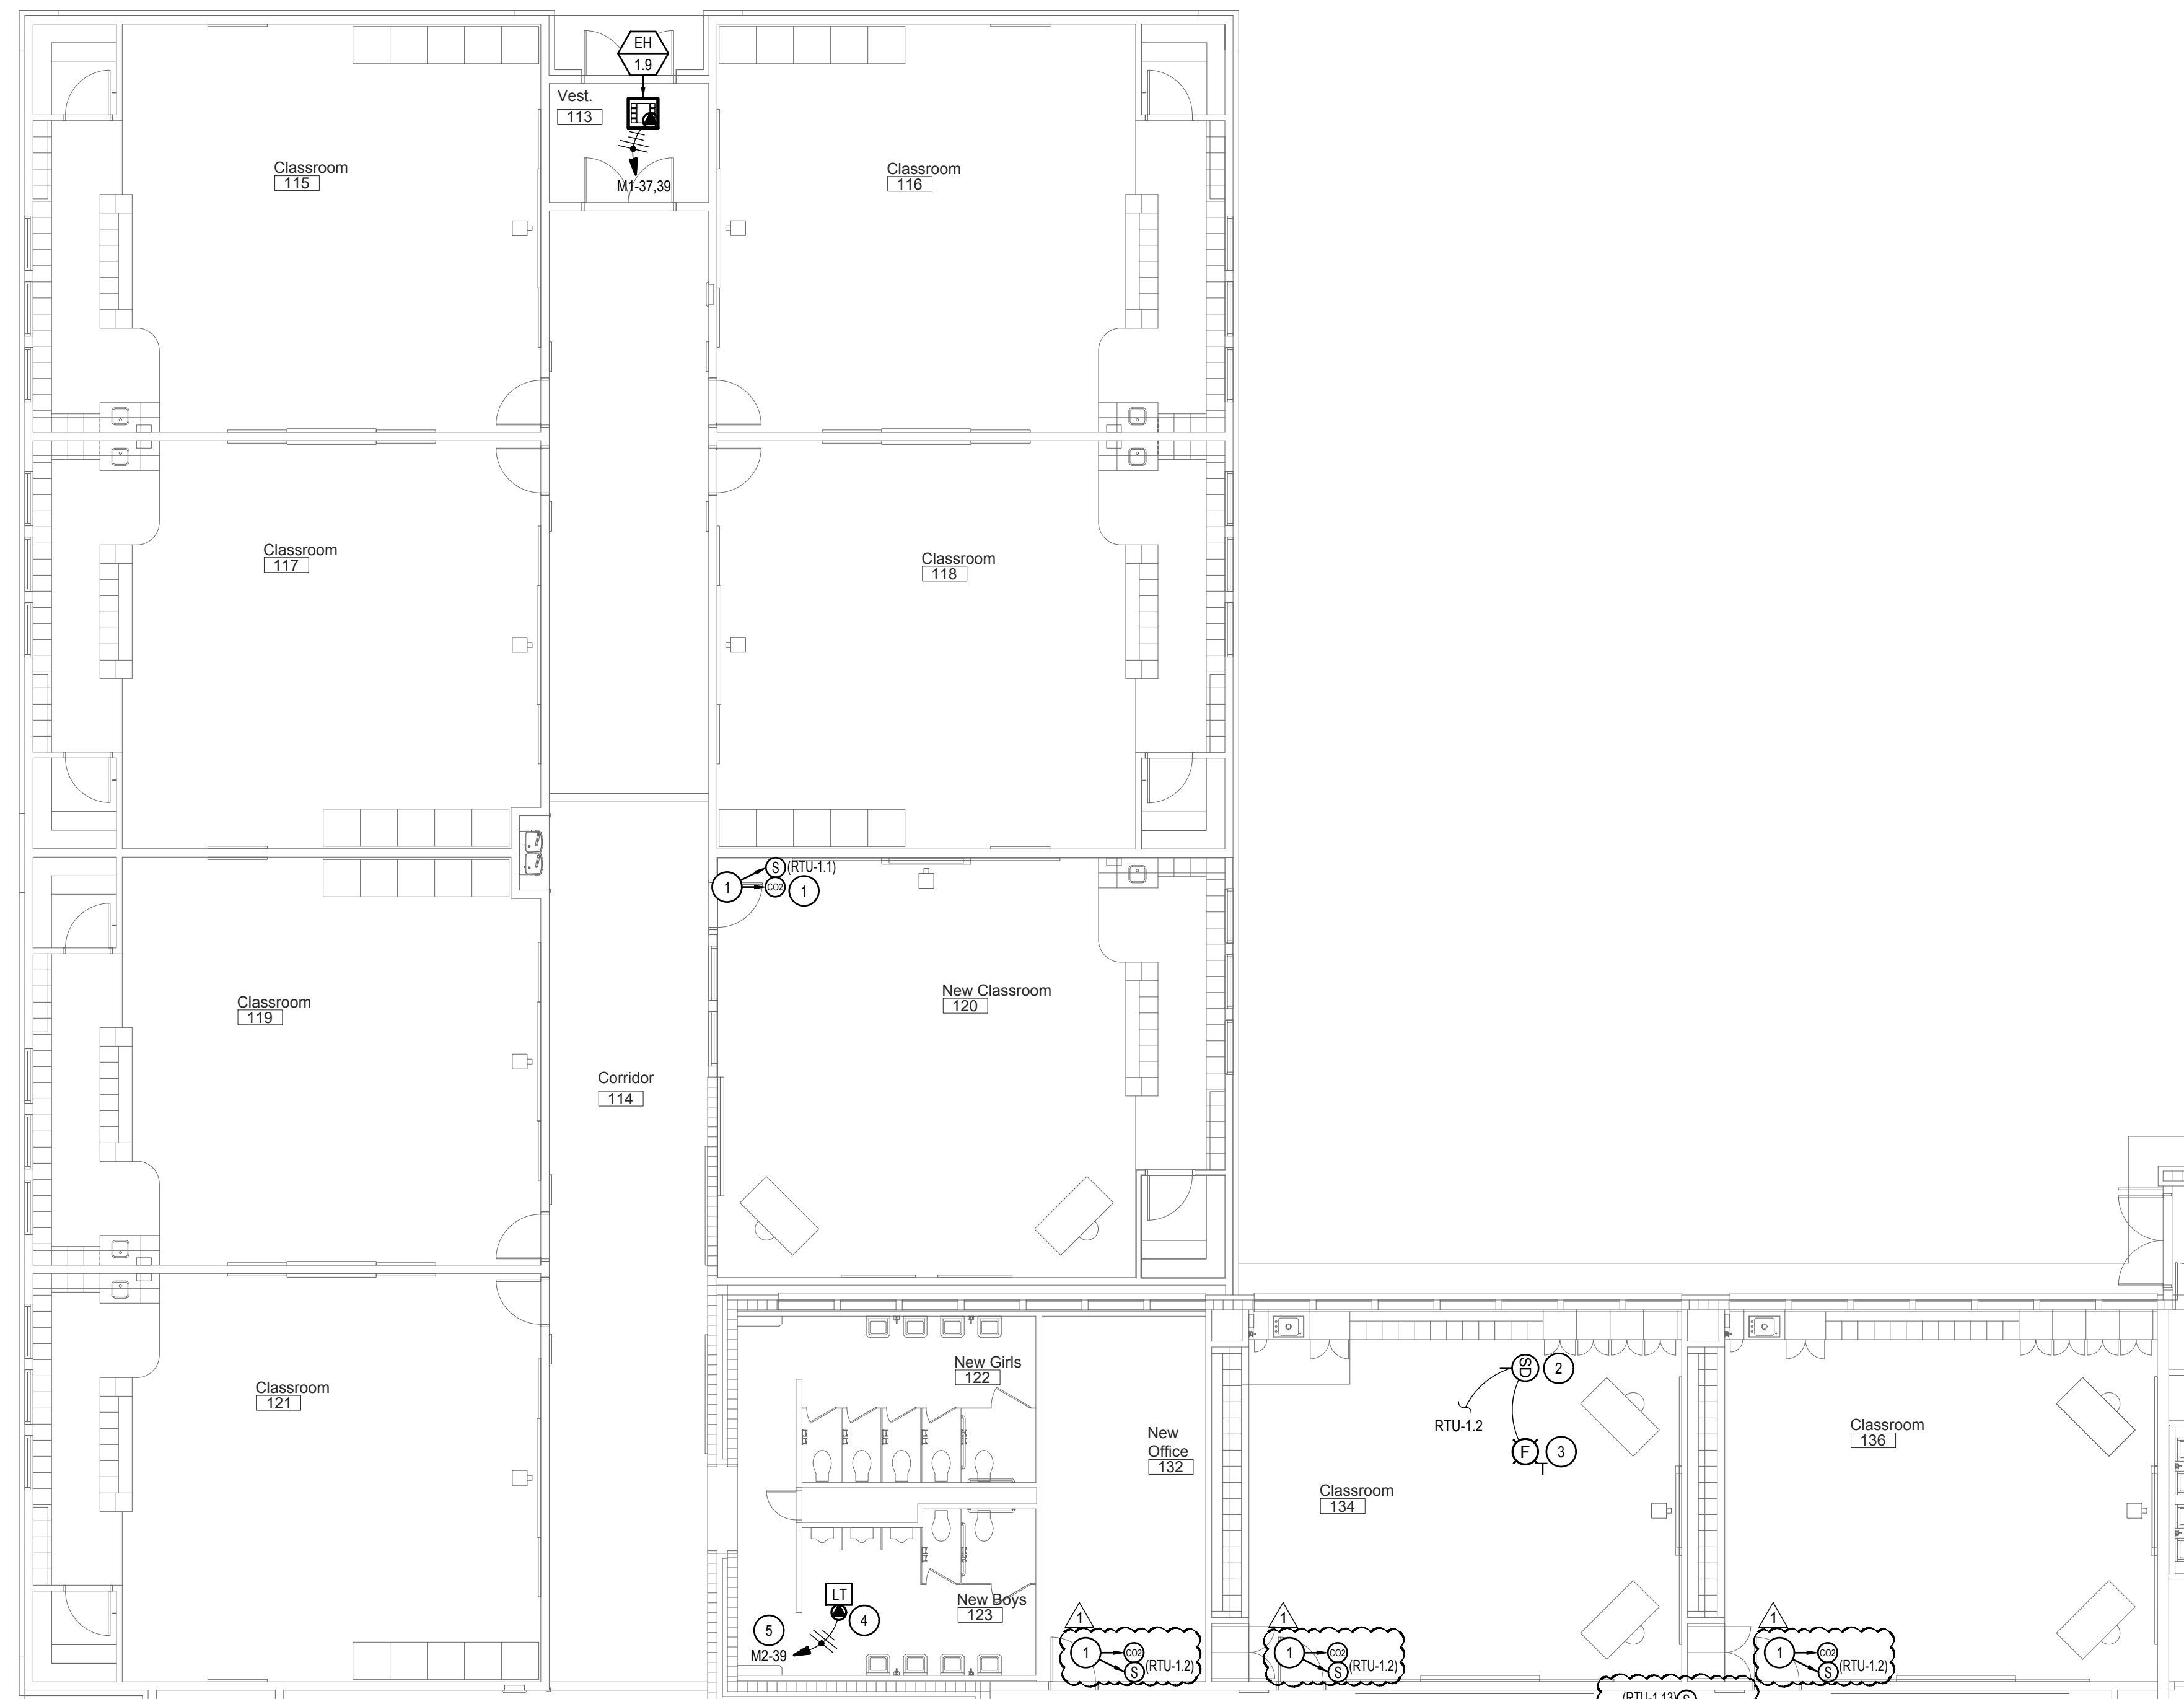 EH
1.9
Vest.
113
M1-37,39
Classroom
115
Classroom
116
Classroom
117
Classroom
118
S (RTU-1.1)
1
CO2
1
Classroom
119
New Classroom
120
Corridor
114
Classroom
121
New Girls
122
New
Office
132
SD
2
RTU-1.2
F
3
T
Classroom
134
Classroom
136
LT
4
5
M2-39
New Boys
123
1
1
CO2
S (RTU-1.2)
1
1
CO2
S (RTU-1.2)
1
1
CO2
S (RTU-1.2)
(RTU-1.13) S